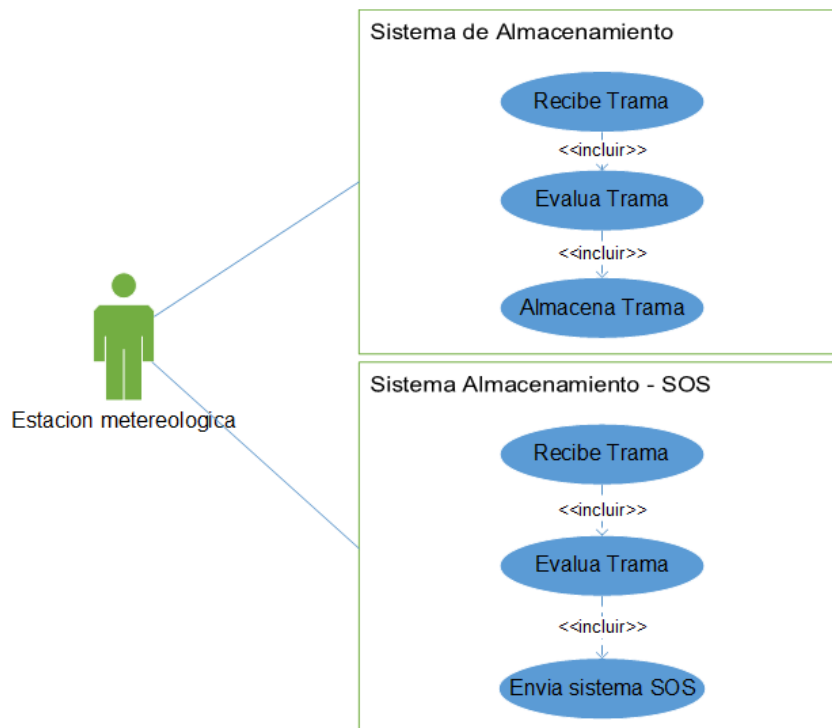 Sistema de Almacenamiento
Recibe Trama
<<incluir>>
Evalua Trama
<<incluir>>
Almacena Trama
Estacion metereologica
Sistema Almacenamiento - SOS
Recibe Trama
<<incluir>>
Evalua Trama
<<incluir>>
Envia sistema SOS